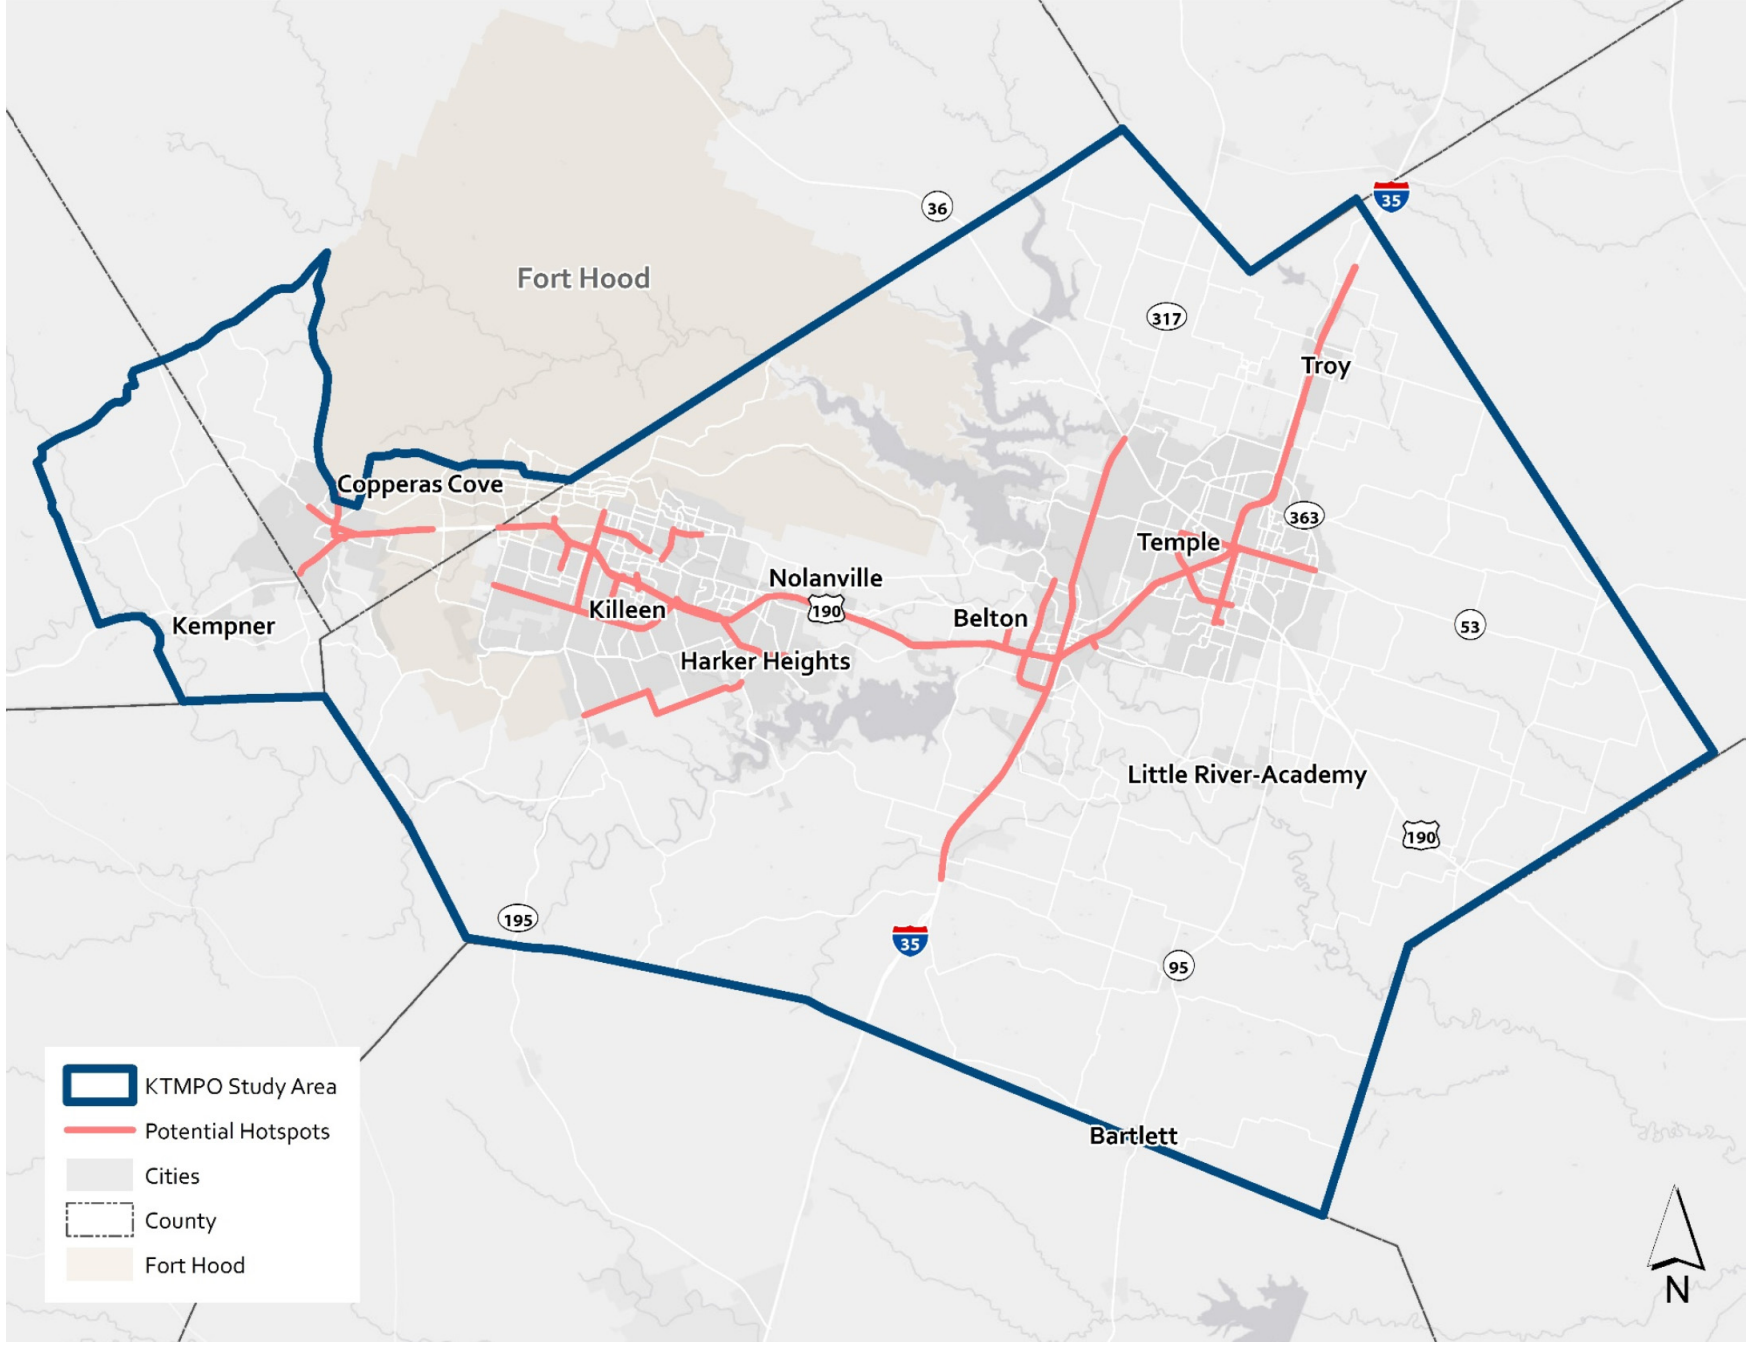 36
35
Fort Hood
317
Troy
Copperas Cove
363
Temple
Nolanville
190
Killeen
Belton
53
Kempner
Harker Heights
Little River-Academy
190
195
35
95
Bartlett
KTMPO Study Area
Potential Hotspots
Cities
County
Fort Hood
N